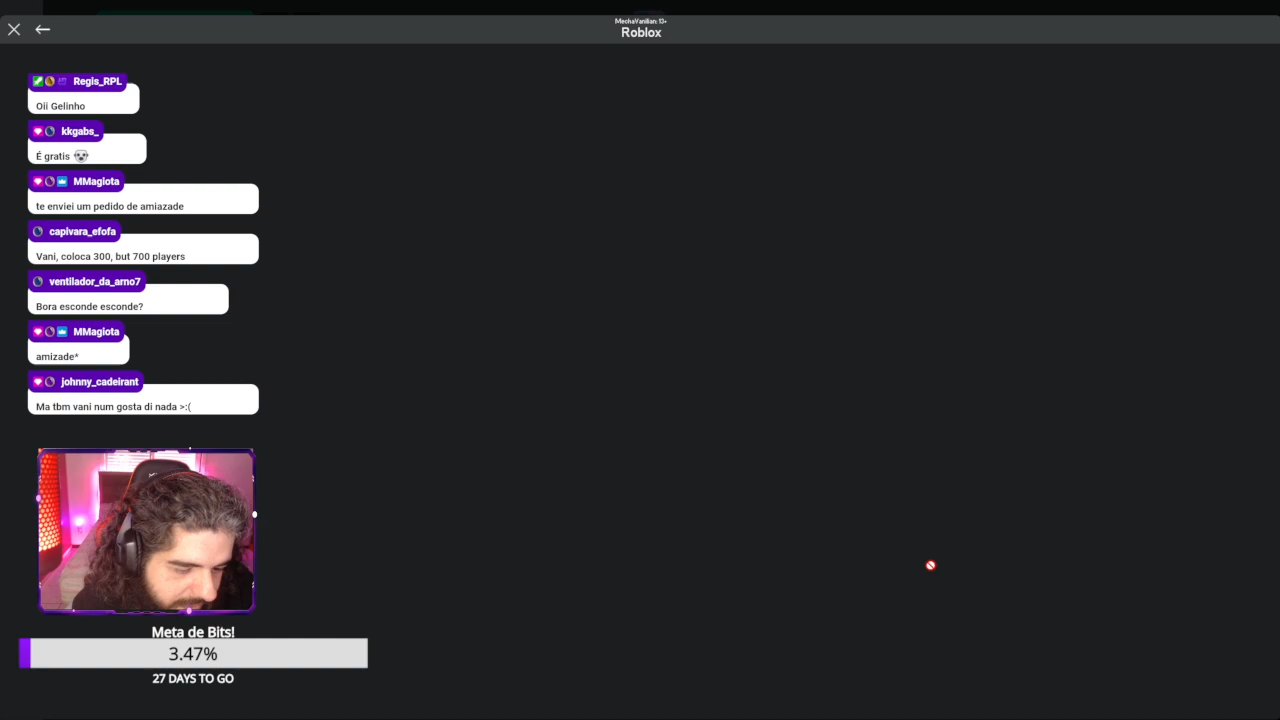 MechaVanilian: 13+
Roblox
Regis_RPL
Oii Gelinho
kkgabs_
É gratis
MMagiota
te enviei um pedido de amiazade
capivara_efofa
Vani, coloca 300, but 700 players
ventilador_da_arno7
Bora esconde esconde?
MMagiota
amizade*
johnny_cadeirant
Ma tbm vani num gosta di nada >:(
Meta de Bits!
3.47%
27 DAYS TO GO